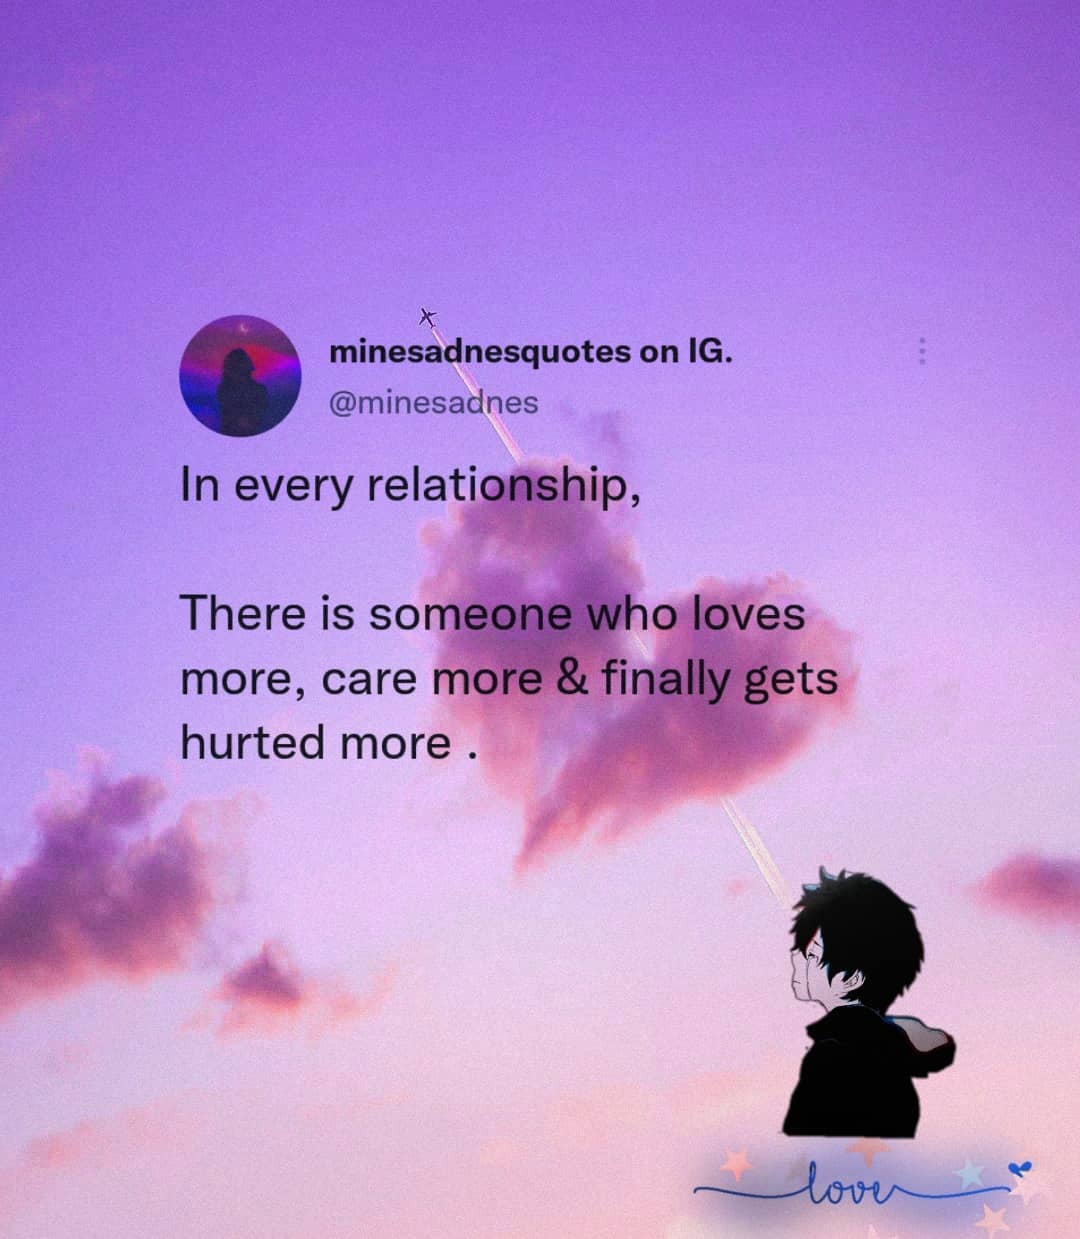 minesadnesquotes on IG.
@minesadnes
In every relationship,
There is someone who loves
more, care more & finally gets
hurted more .
love